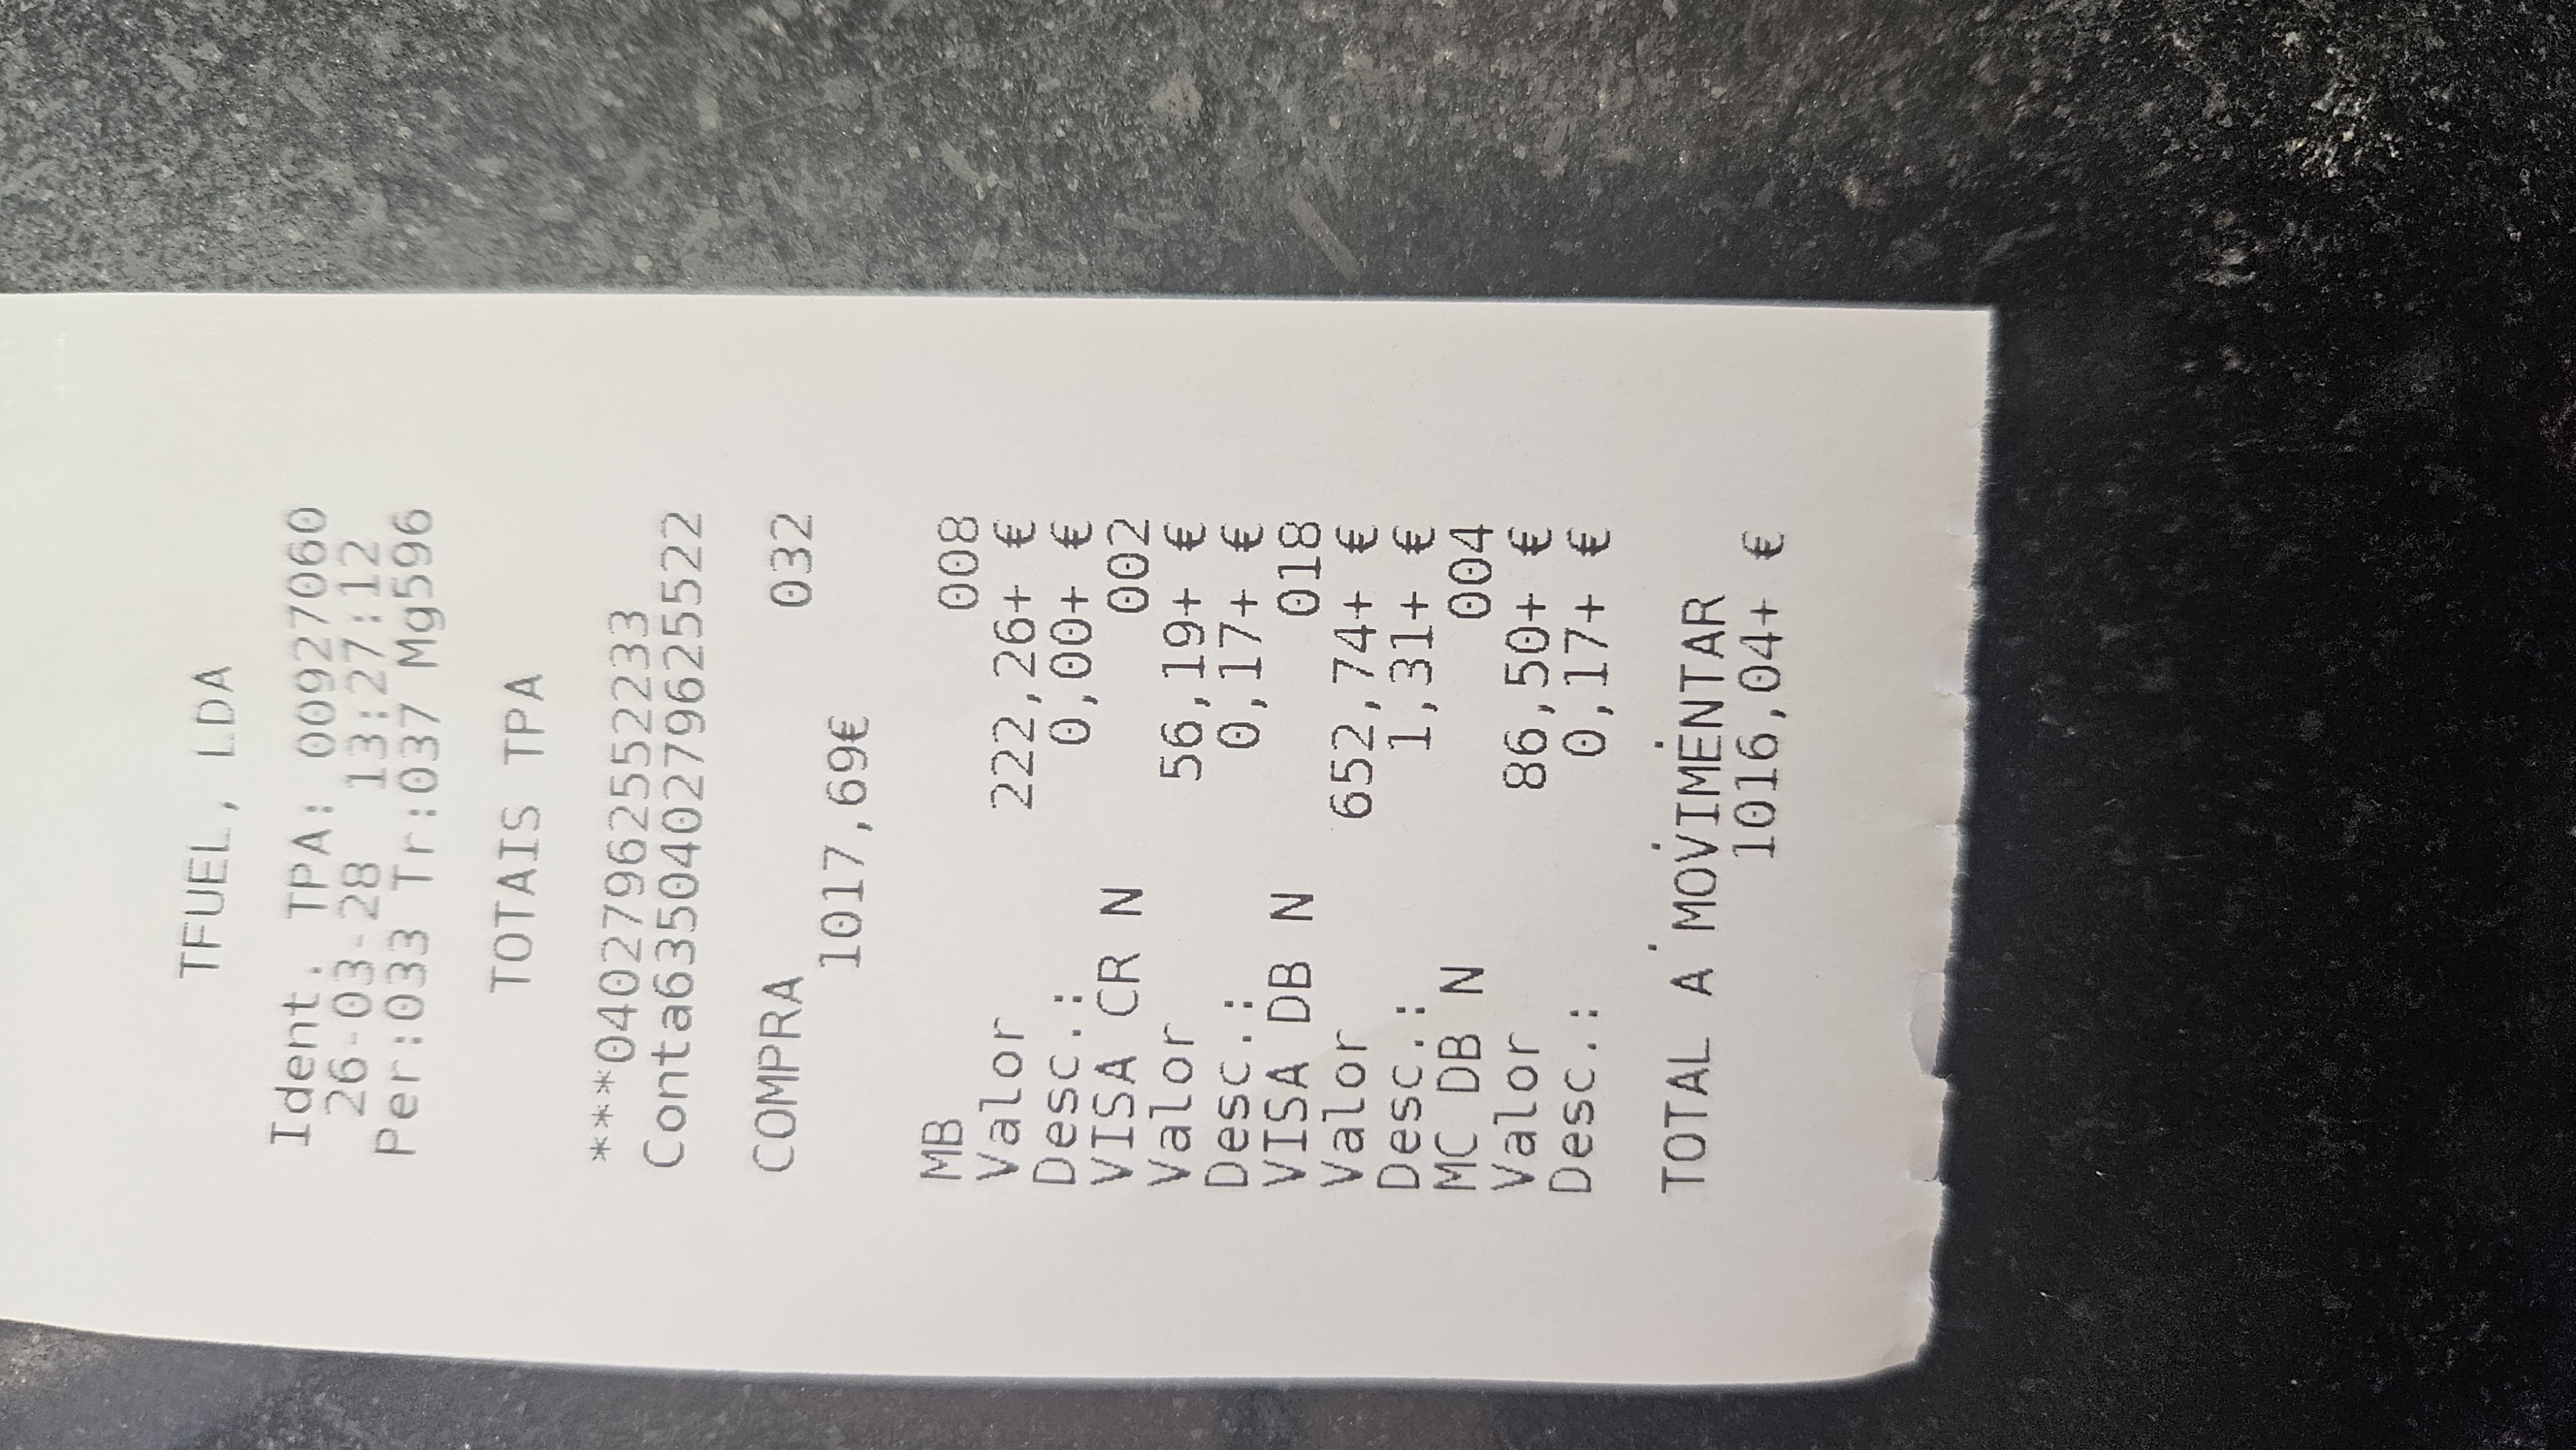 TFUEL, LDA
Ident. TPA: 00927060
26-03-28 13:27:12
Per:033 Tr:037 Mg596
TOTAIS TPA
***0402796255 2233
Conta6350402796255522
COMPRA 032
1017,69€
MB 008
Valor 222,26+ €
Desc.: 0,00+ €
VISA CR N 002
Valor 56,19+ €
Desc.: 0,17+ €
VISA DB N 018
Valor 652,74+ €
Desc.: 1,31+ €
MC DB N 004
Valor 86,50+ €
Desc.: 0,17+ €
TOTAL A MOVIMENTAR
1016,04+ €